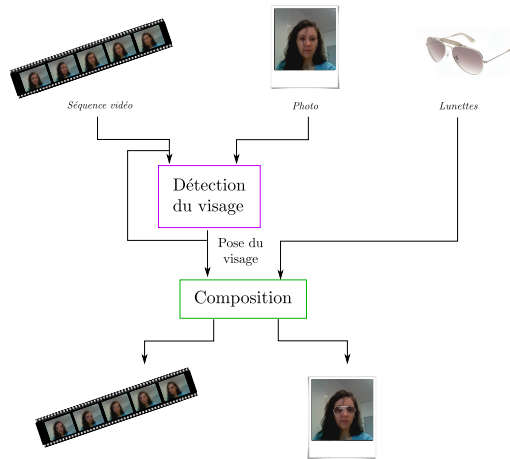 Séquence vidéo
Photo
Lunettes
Détection
du visage
Pose du
visage
Composition